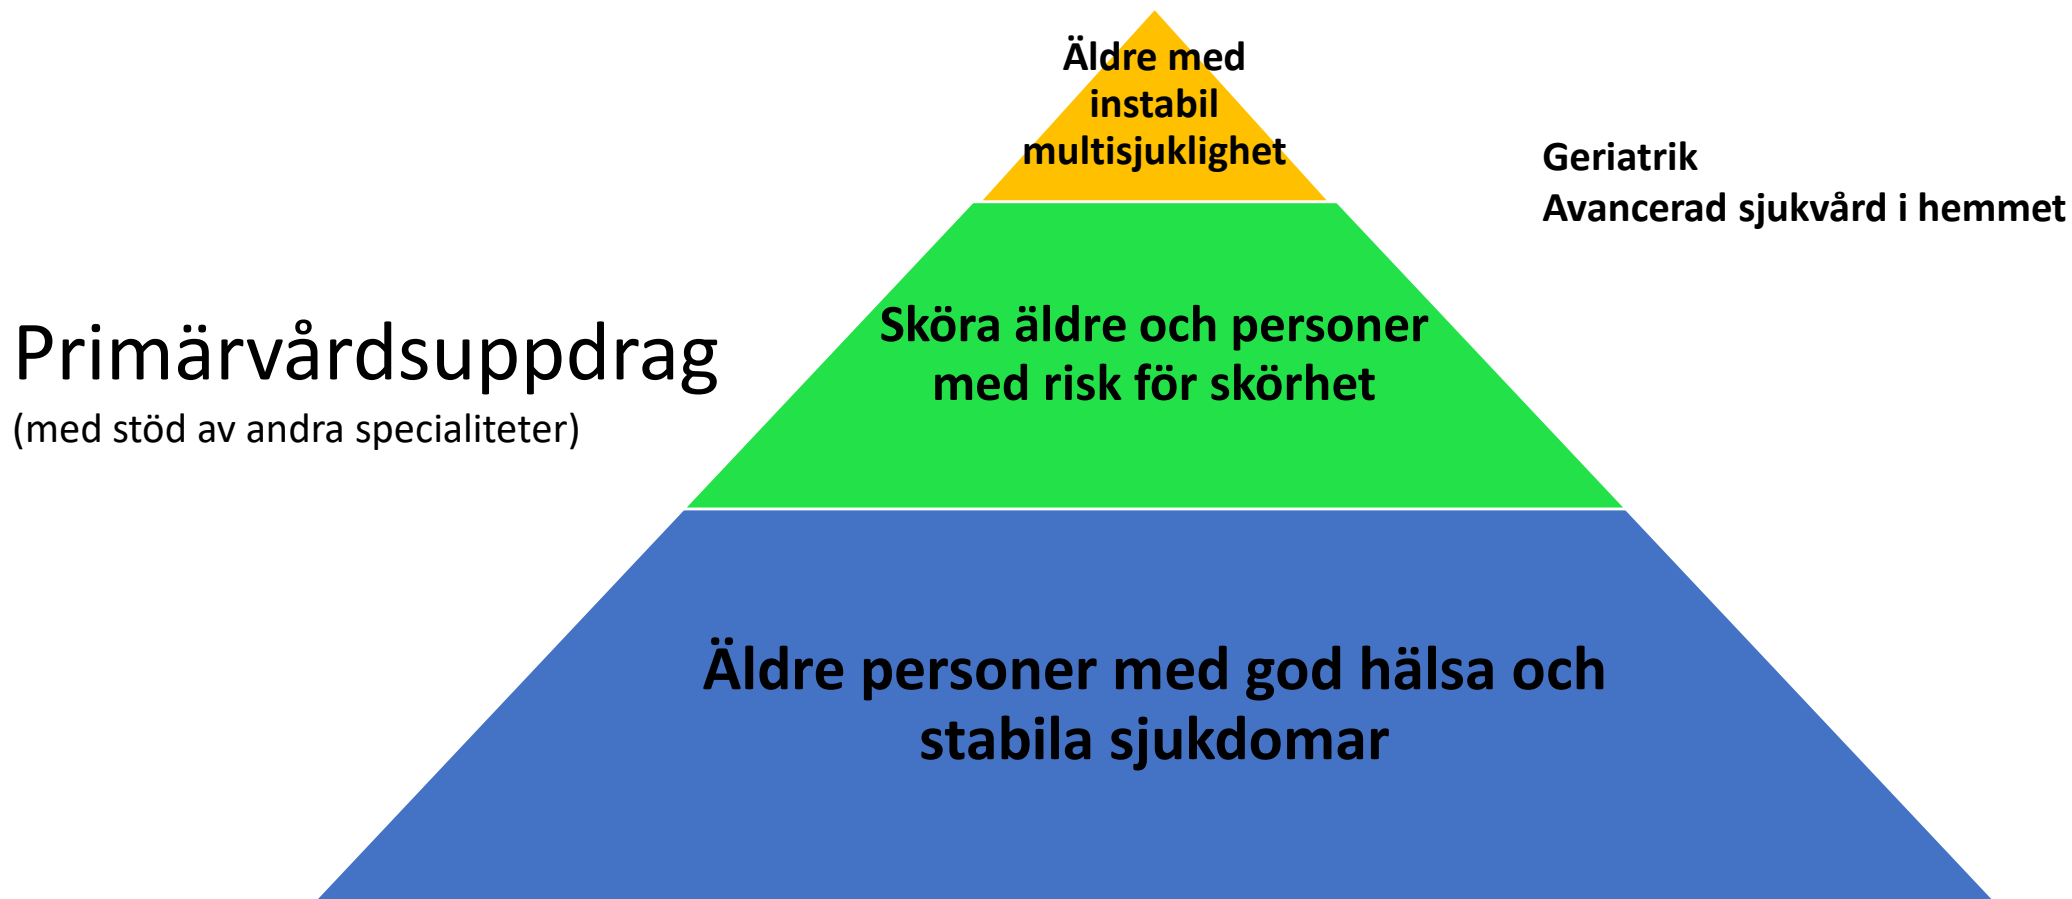 Äldre med
instabil
multisjuklighet
Geriatrik
Avancerad sjukvård i hemmet
Primärvårdsuppdrag
(med stöd av andra specialiteter)
Sköra äldre och personer
med risk för skörhet
Äldre personer med god hälsa och
stabila sjukdomar